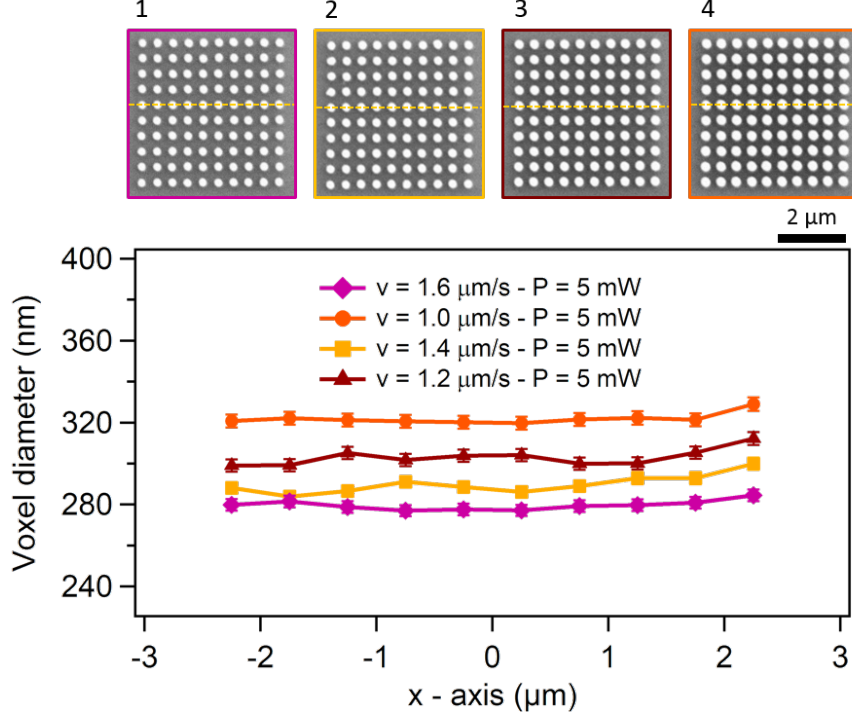 1 2 3 4
2 μm
400
360
320
280
240
Voxel diameter (nm)
v = 1.6 μm/s - P = 5 mW
v = 1.0 μm/s - P = 5 mW
v = 1.4 μm/s - P = 5 mW
v = 1.2 μm/s - P = 5 mW
-3 -2 -1 0 1 2 3
x - axis (μm)